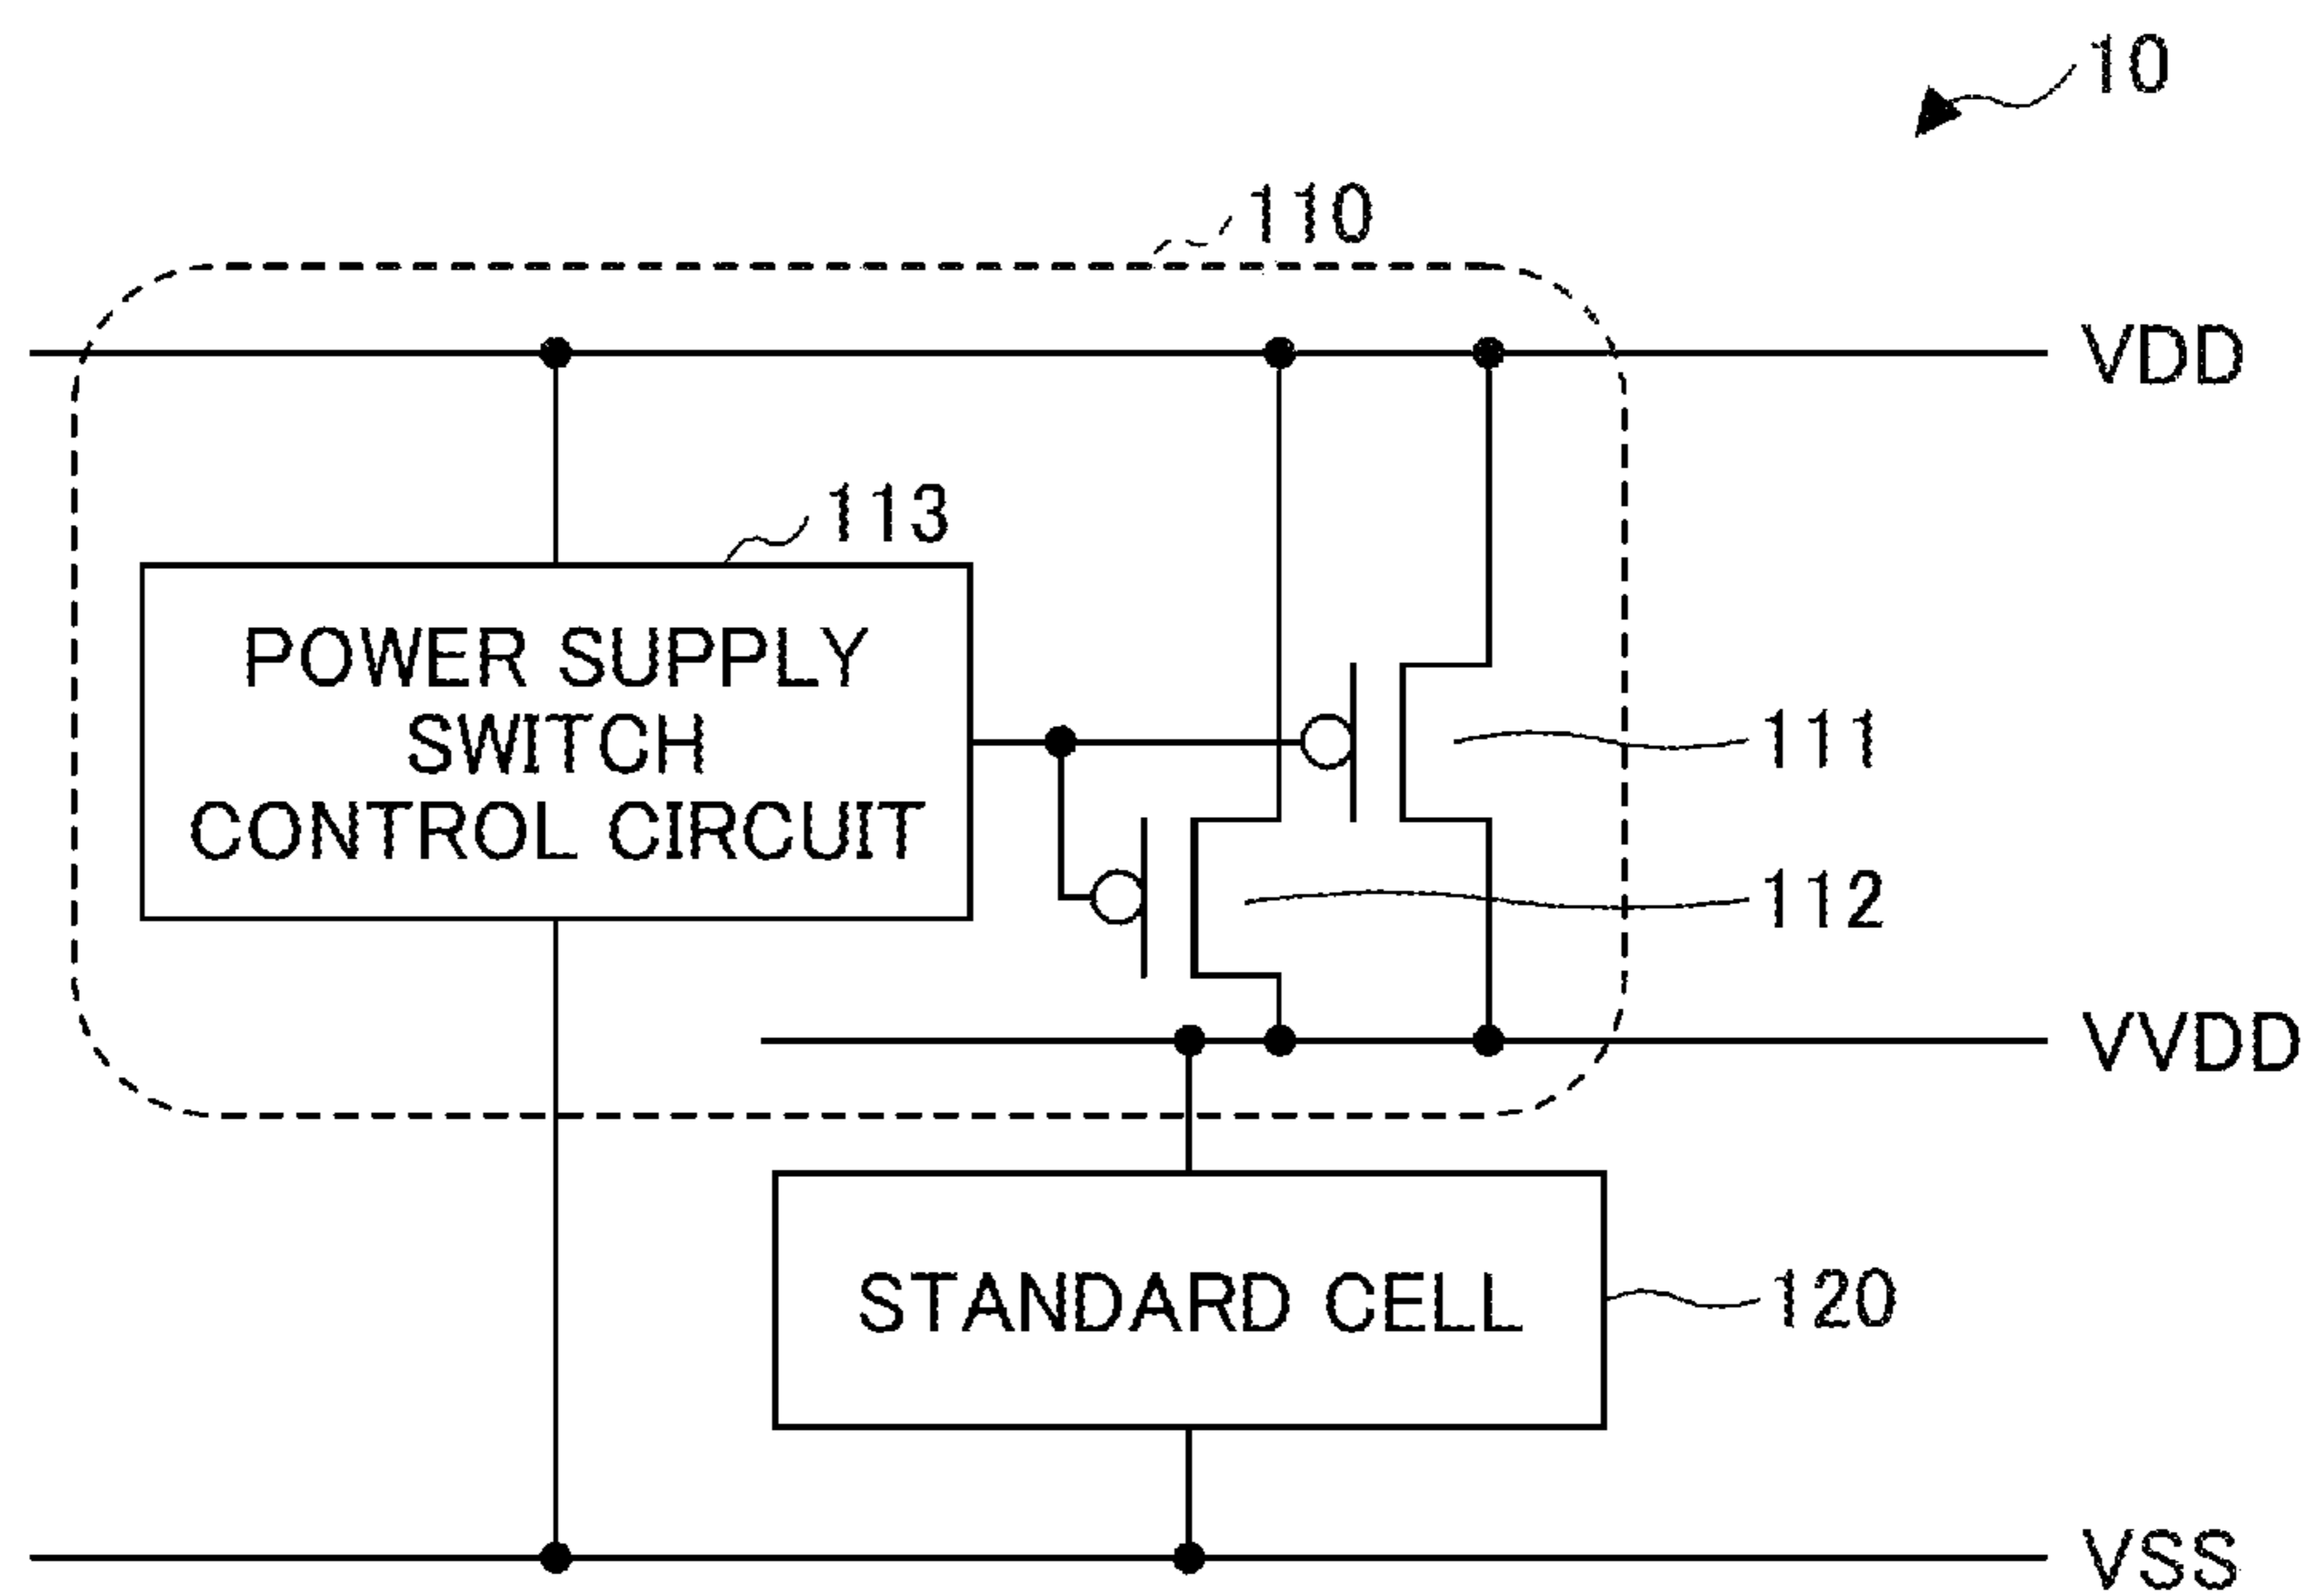 10
110
VDD
113
POWER SUPPLY
SWITCH
CONTROL CIRCUIT
111
112
VVDD
STANDARD CELL
120
VSS